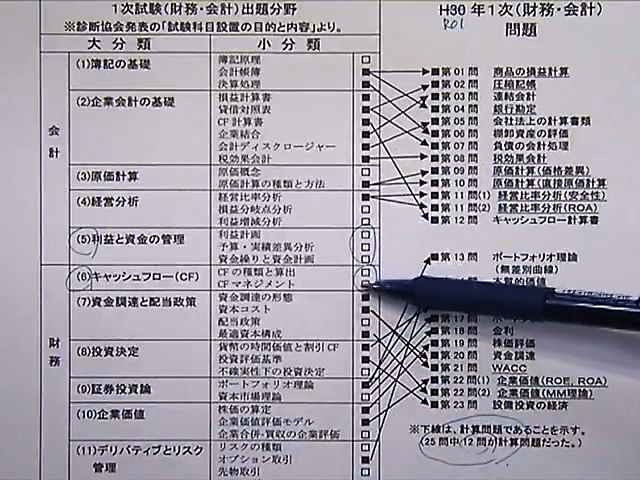 1次試験(財務・会計)出題分野
※診断協会発表の「試験科目設置の目的と内容」より。
大分類
小分類
会計
(1)簿記の基礎
簿記原理
会計帳簿
決算処理
(2)企業会計の基礎
損益計算書
貸借対照表
CF計算書
企業結合
会計ディスクロージャー
税効果会計
(3)原価計算
原価概念
原価計算の種類と方法
(4)経営分析
経営比率分析
損益分岐点分析
利益増減分析
(5)利益と資金の管理
利益計画
予算・実績差異分析
資金繰りと資金計画
財務
(6)キャッシュフロー(CF)
CFの種類と算出
CFマネジメント
(7)資金調達と配当政策
資金調達の形態
資本コスト
配当政策
最適資本構成
(8)投資決定
貨幣の時間価値と割引CF
投資評価基準
不確実性下の投資決定
(9)証券投資論
ポートフォリオ理論
資本市場理論
(10)企業価値
株価の算定
企業価値評価モデル
企業合併・買収の企業評価
(11)デリバティブとリスク管理
リスクの種類
オプション取引
先物取引
H30年1次(財務・会計)
R01
問題
第01問 商品の損益計算
第02問 圧縮記帳
第03問 連結会計
第04問 銀行勘定
第05問 会社法上の計算書類
第06問 棚卸資産の評価
第07問 負債の会計処理
第08問 税効果会計
第09問 原価計算(価格差異)
第10問 原価計算(直接原価計算
第11問(1) 経営比率分析(安全性)
第11問(2) 経営比率分析(ROA)
第12問 キャッシュフロー計算書
第13問 ポートフォリオ理論
(無差別曲線)
第17問
第18問 金利
第19問 株価評価
第20問 資金調達
第21問 WACC
第22問(1) 企業価値(ROE, ROA)
第22問(2) 企業価値(MM理論)
第23問 設備投資の経済
※下線は、計算問題であることを示す。
(25問中12問が計算問題だった。)